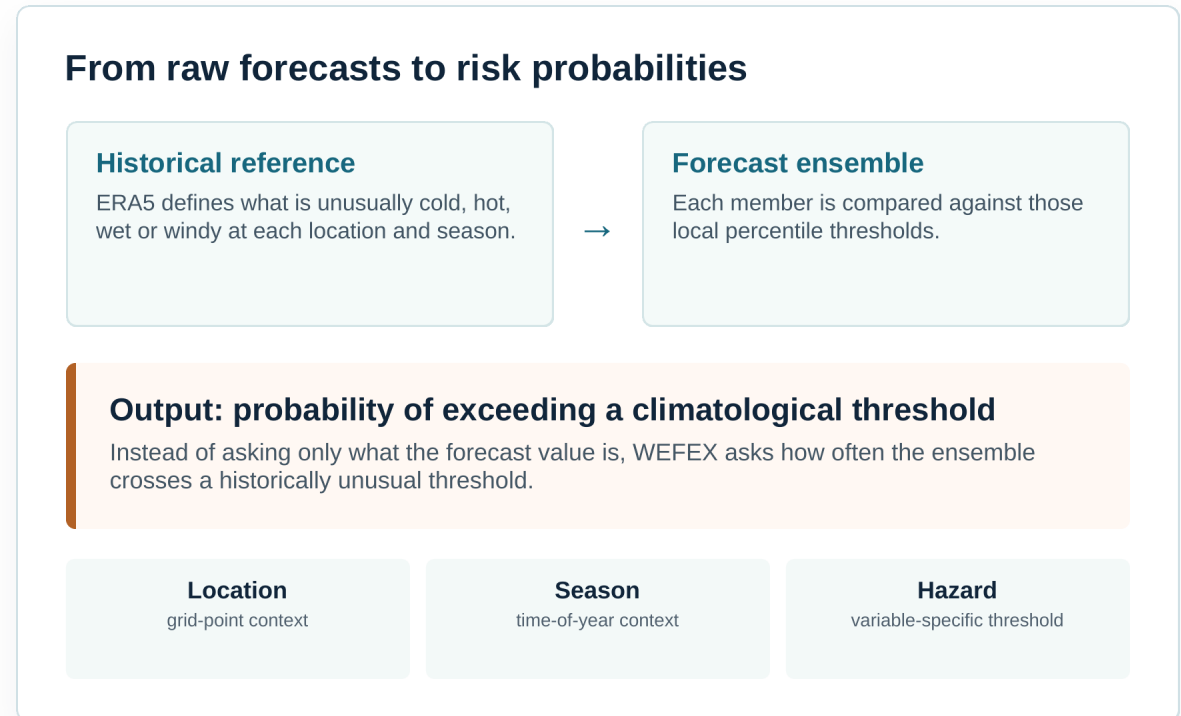 From raw forecasts to risk probabilities
Historical reference
ERA5 defines what is unusually cold, hot,
wet or windy at each location and season.
→
Forecast ensemble
Each member is compared against those
local percentile thresholds.
Output: probability of exceeding a climatological threshold
Instead of asking only what the forecast value is, WEFEX asks how often the ensemble
crosses a historically unusual threshold.
Location
grid-point context
Season
time-of-year context
Hazard
variable-specific threshold